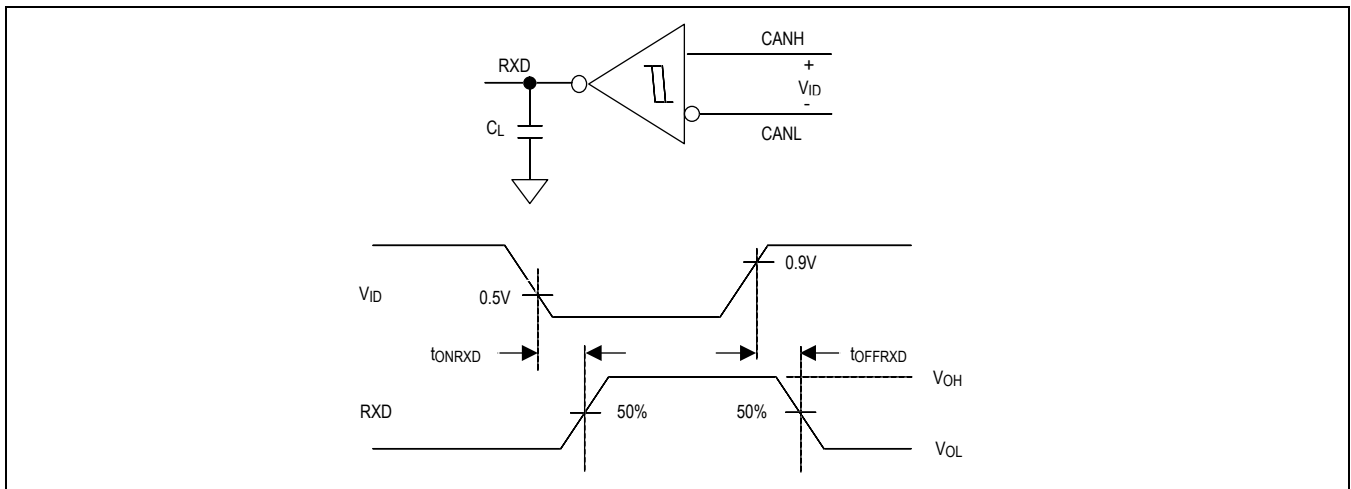 CANH
RXD
+
VID
-
CL
CANL
0.9V
VID
0.5V
tONRXD
tOFFRXD
VOH
RXD
50%
50%
VOL